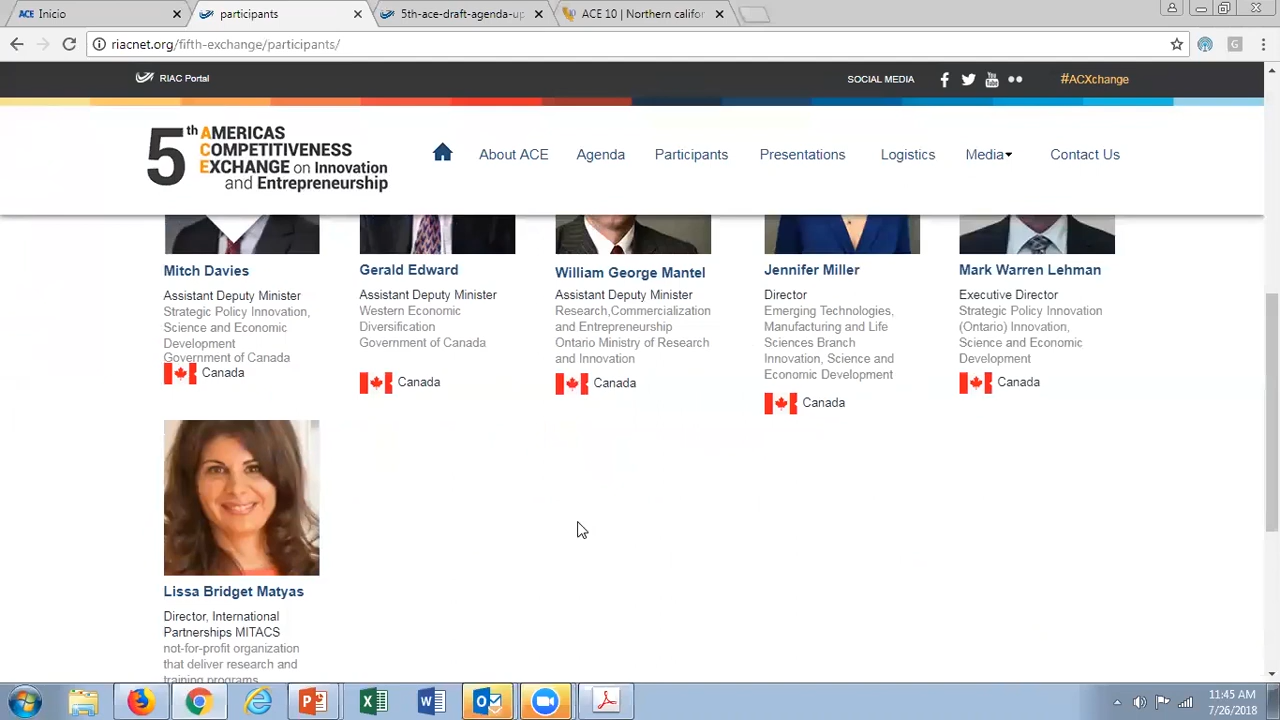 ACE Inicio
participants
5th-ace-draft-agenda-up
ACE 10 | Northern califor
riacnet.org/fifth-exchange/participants/
RIAC Portal
SOCIAL MEDIA
#ACXchange
5th AMERICAS
COMPETITIVENESS
EXCHANGE on Innovation
and Entrepreneurship
About ACE
Agenda
Participants
Presentations
Logistics
Media
Contact Us
Mitch Davies
Assistant Deputy Minister
Strategic Policy Innovation,
Science and Economic
Development
Government of Canada
Canada
Gerald Edward
Assistant Deputy Minister
Western Economic
Diversification
Government of Canada
Canada
William George Mantel
Assistant Deputy Minister
Research,Commercialization
and Entrepreneurship
Ontario Ministry of Research
and Innovation
Canada
Jennifer Miller
Director
Emerging Technologies,
Manufacturing and Life
Sciences Branch
Innovation, Science and
Economic Development
Canada
Mark Warren Lehman
Executive Director
Strategic Policy Innovation
(Ontario) Innovation,
Science and Economic
Development
Canada
Lissa Bridget Matyas
Director, International
Partnerships MITACS
not-for-profit organization
that deliver research and
training programs
11:45 AM
7/26/2018